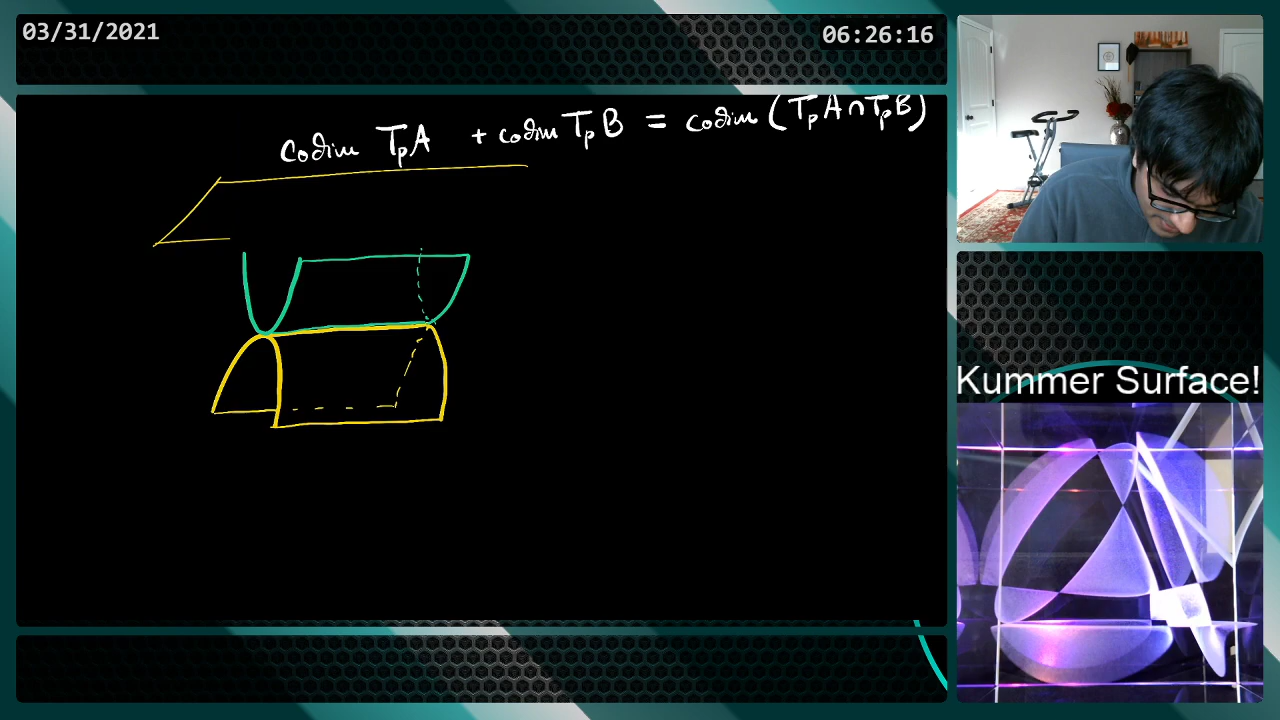 03/31/2021
06:26:16
codim TpA + codim TpB = codim (TpA∩TpB)
Kummer Surface!